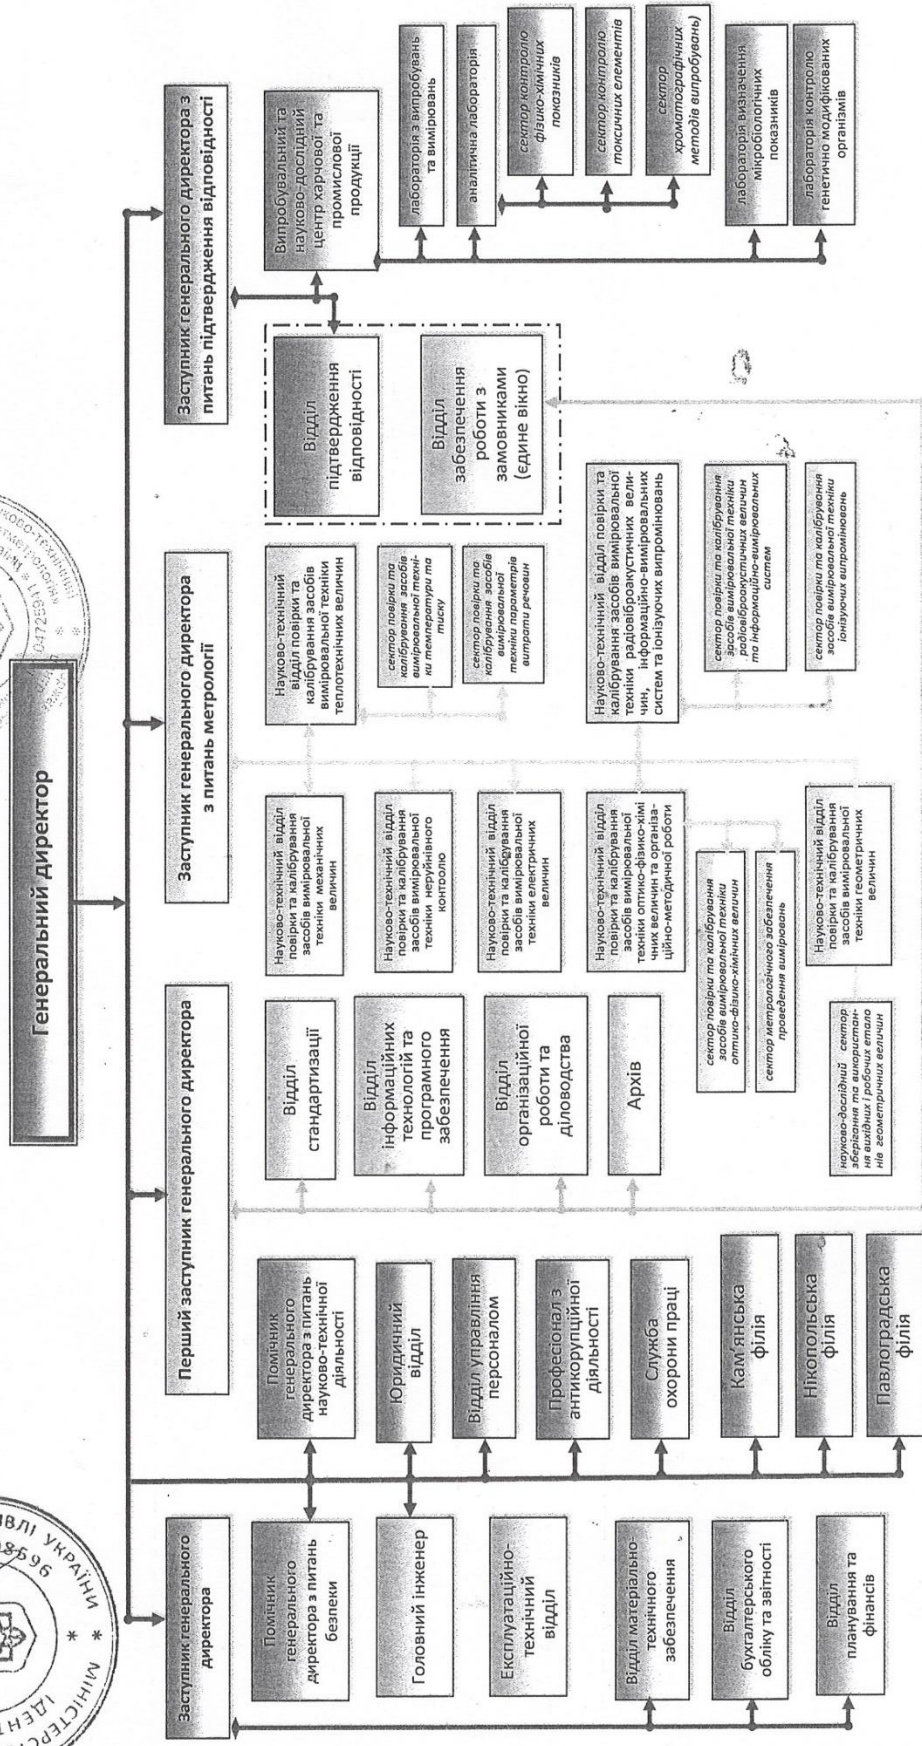 Генеральний директор
Заступник генерального
директора
Перший заступник генерального директора
Заступник генерального директора
з питань метрології
Заступник генерального директора з
питань підтвердження відповідності
Помічник
генерального
директора з питань
безпеки
Головний інженер
Експлуатаційно-
технічний
відділ
Відділ матеріально-
технічного
забезпечення
Відділ
бухгалтерського
обліку та звітності
Відділ
планування та
фінансів
Помічник
генерального
директора з питань
науково-технічної
діяльності
Юридичний
відділ
Відділ управління
персоналом
Професіонал з
антикорупційної
діяльності
Служба
охорони праці
Кам'янська
філія
Нікопольська
філія
Павлоградська
філія
Відділ
стандартизації
Відділ
інформаційних
технологій та
програмного
забезпечення
Відділ
організаційної
роботи та
діловодства
Архів
Науково-технічний відділ
повірки та калібрування
засобів вимірювальної
техніки механічних
величин
Науково-технічний відділ
повірки та калібрування
засобів вимірювальної
техніки неруйнівного
контролю
Науково-технічний відділ
повірки та калібрування
засобів вимірювальної
техніки електричних
величин
Науково-технічний відділ
повірки та калібрування
засобів вимірювальної
техніки оптико-фізико-хімі
чних величин та організа-
ційно-методичної роботи
сектор повірки та калібрування
засобів вимірювальної техніки
оптико-фізико-хімічних величин
сектор метрологічного забезпечення
проведення вимірювань
Науково-технічний відділ
повірки та калібрування
засобів вимірювальної
техніки геометричних
величин
науково-дослідний сектор
зберігання та використан-
ня вихідних і робочих етало
нів геометричних величин
Науково-технічний
відділ повірки та
калібрування засобів
вимірювальної техніки
теплотехнічних величин
сектор повірки та
калібрування засобів
вимірювальної техні-
ки температури та
тиску
сектор повірки та
калібрування засобів
вимірювальної
техніки параметрів
витрати речовин
Науково-технічний відділ повірки та
калібрування засобів вимірювальної
техніки радіовіброакустичних вели-
чин, інформаційно-вимірювальних
систем та іонізуючих випромінювань
сектор повірки та калібрування
засобів вимірювальної техніки
радіовіброакустичних величин
та інформаційно-вимірювальних
систем
сектор повірки та калібрування
засобів вимірювальної техніки
іонізуючих випромінювань
Відділ
підтвердження
відповідності
Відділ
забезпечення
роботи з
замовниками
(єдине вікно)
Випробувальний та
науково-дослідний
центр харчової та
промислової
продукції
лабораторія з випробувань
та вимірювань
аналітична лабораторія
сектор контролю
фізико-хімічних
показників
сектор контролю
токсичних елементів
сектор
хроматографічних
методів випробувань)
лабораторія визначення
мікробіологічних
показників
лабораторія контролю
генетично модифікованих
організмів
УКРАЇНИ * МІНІСТЕРС